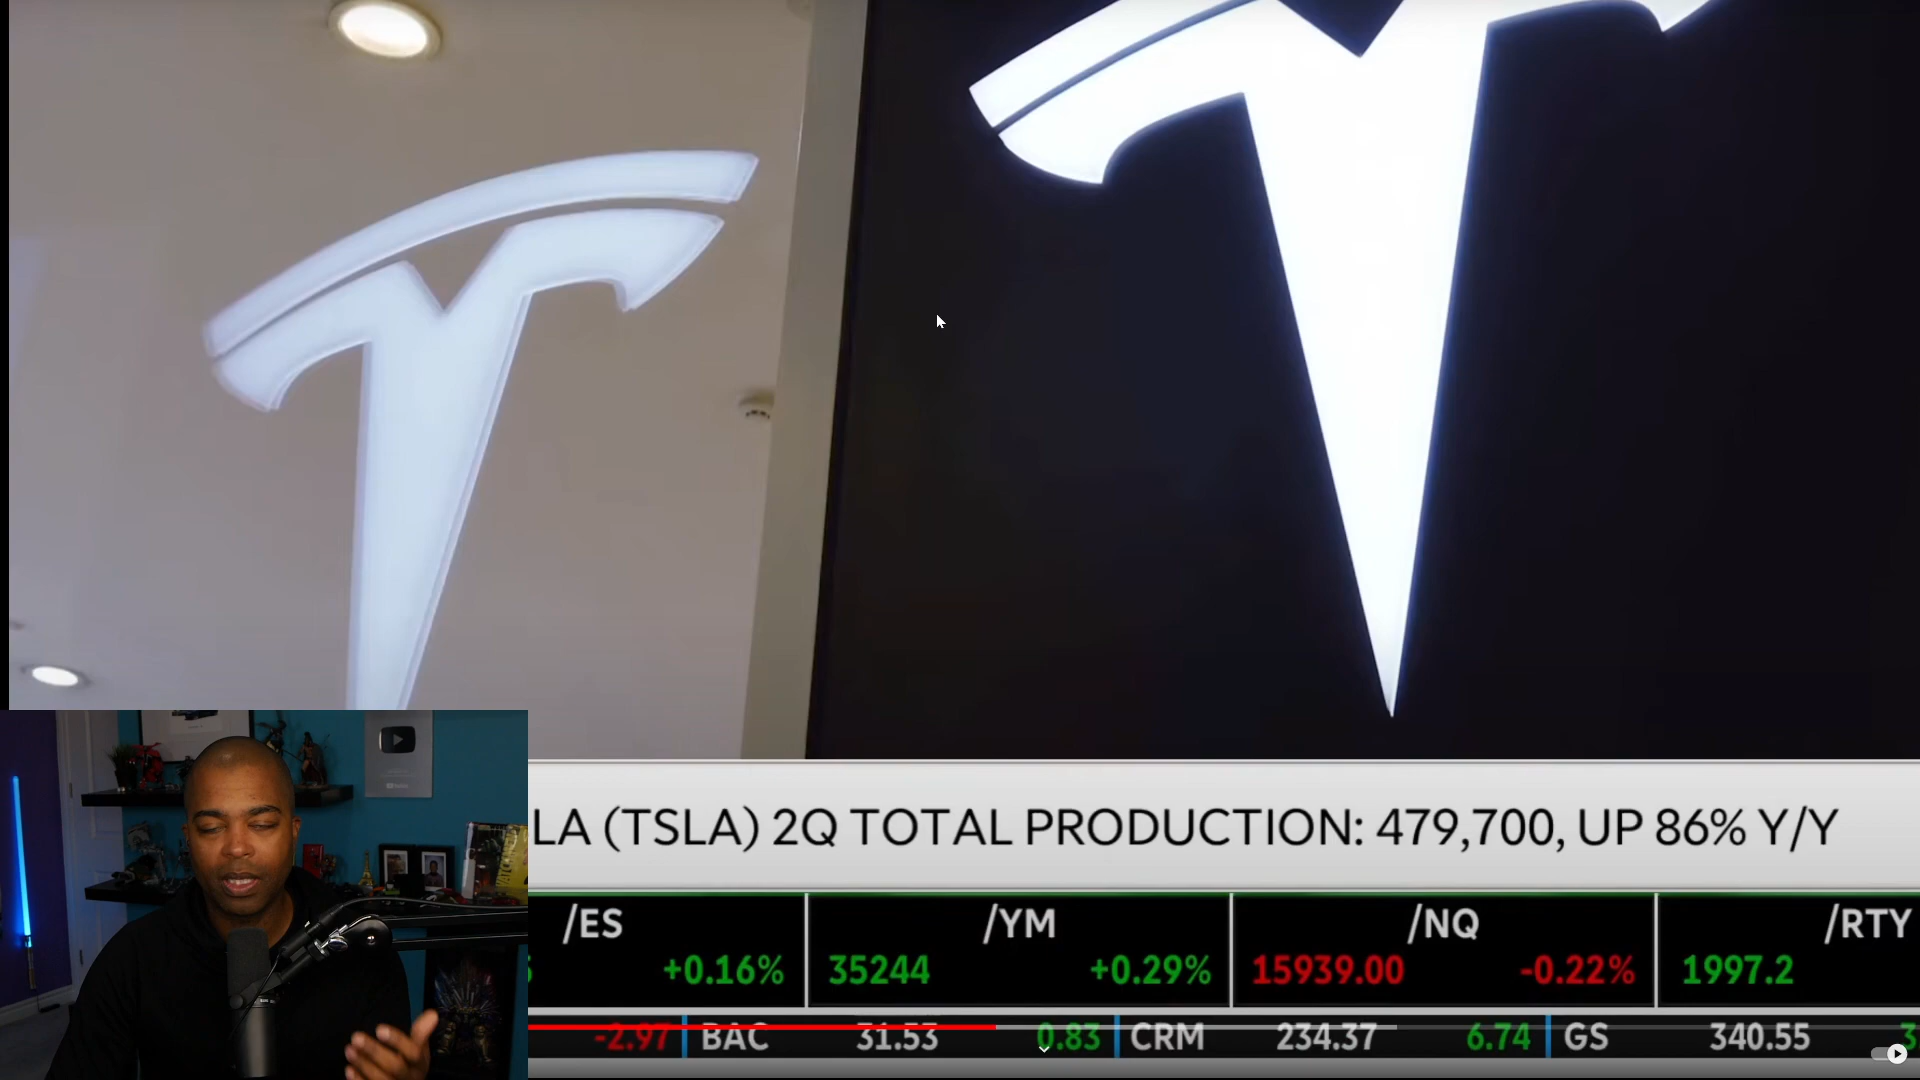 LA (TSLA) 2Q TOTAL PRODUCTION: 479,700, UP 86% Y/Y
/ES /YM /NQ /RTY
+0.16% 35244 +0.29% 15939.00 -0.22% 1997.2
-2.97 BAC 31.53 0.83 CRM 234.37 6.74 GS 340.55